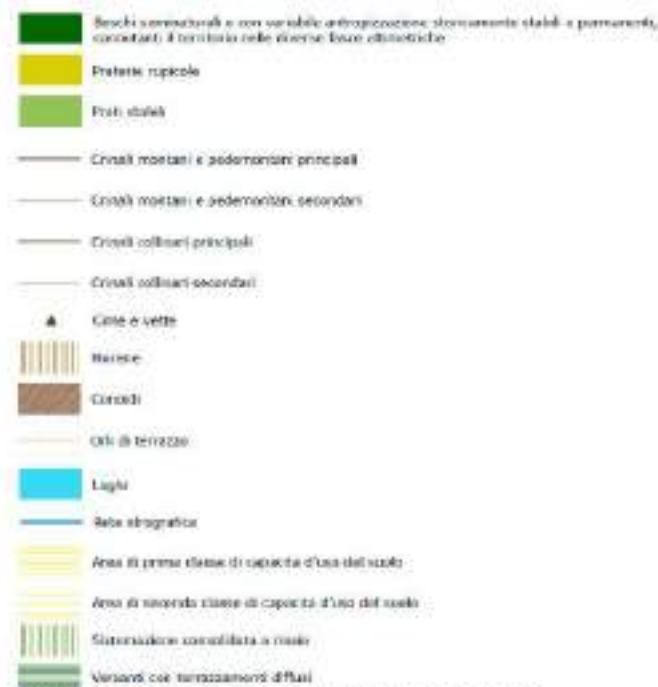 Boschi seminaturali o con variabile antropizzazione storicamente stabili e permanenti,
connotanti il territorio nelle diverse fasce altimetriche
Praterie rupicole
Prati stabili
Crinali montani e pedemontani principali
Crinali montani e pedemontani secondari
Crinali collinari principali
Crinali collinari secondari
Cime e vette
Morene
Conoidi
Orli di terrazzo
Laghi
Rete idrografica
Area di prima classe di capacità d'uso del suolo
Area di seconda classe di capacità d'uso del suolo
Sistemazione consolidata a risaia
Versanti con terrazzamenti diffusi